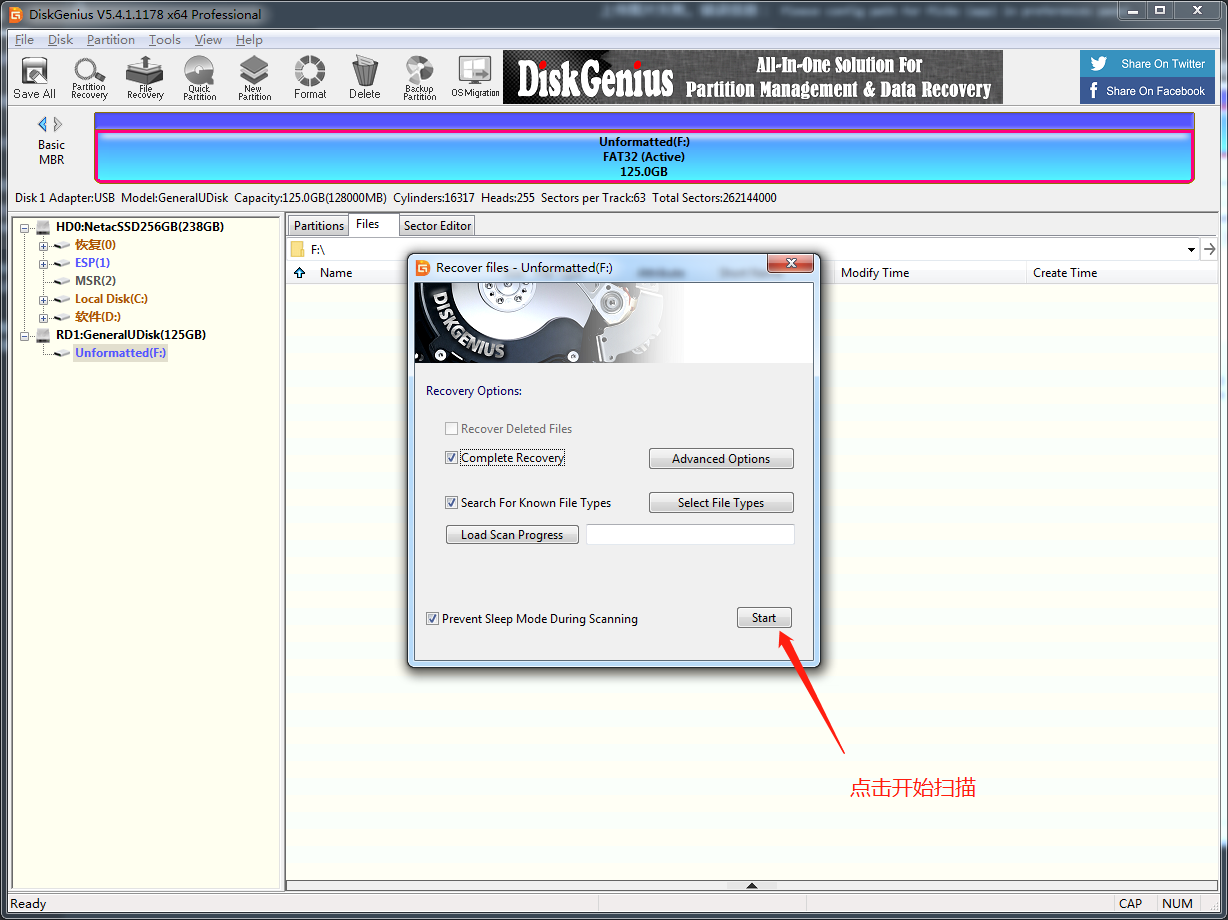 DiskGenius V5.4.1.1178 x64 Professional
File Disk Partition Tools View Help
Save All
Partition Recovery
File Recovery
Quick Partition
New Partition
Format
Delete
Backup Partition
OS Migration
DiskGenius
All-In-One Solution For
Partition Management & Data Recovery
Share On Twitter
Share On Facebook
Basic
MBR
Unformatted(F:)
FAT32 (Active)
125.0GB
Disk 1 Adapter:USB Model:GeneralUDisk Capacity:125.0GB(128000MB) Cylinders:16317 Heads:255 Sectors per Track:63 Total Sectors:262144000
HD0:NetacSSD256GB(238GB)
恢复(0)
ESP(1)
MSR(2)
Local Disk(C:)
软件(D:)
RD1:GeneralUDisk(125GB)
Unformatted(F:)
Partitions Files Sector Editor
F:\
Name Modify Time Create Time
Recover files - Unformatted(F:)
DISKGENIUS
Recovery Options:
Recover Deleted Files
Complete Recovery
Advanced Options
Search For Known File Types
Select File Types
Load Scan Progress
Prevent Sleep Mode During Scanning
Start
点击开始扫描
Ready
CAP NUM